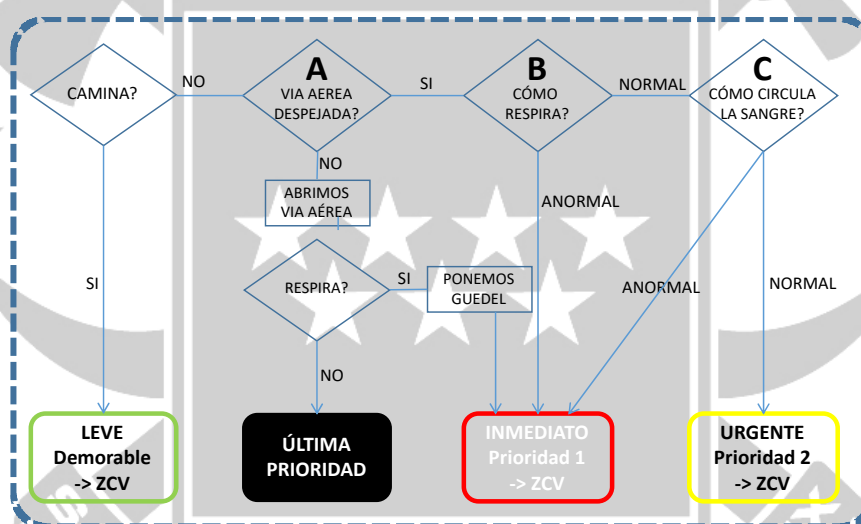 CAMINA?
NO
A
VIA AEREA
DESPEJADA?
SI
B
CÓMO
RESPIRA?
NORMAL
C
CÓMO CIRCULA
LA SANGRE?
NO
ABRIMOS
VIA AÉREA
ANORMAL
SI
RESPIRA?
SI
PONEMOS
GUEDEL
ANORMAL
NORMAL
NO
LEVE
Demorable
-> ZCV
ÚLTIMA
PRIORIDAD
INMEDIATO
Prioridad 1
-> ZCV
URGENTE
Prioridad 2
-> ZCV